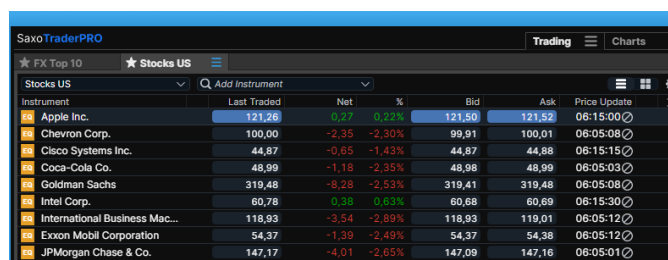 SaxoTraderPRO Trading Charts
FX Top 10 Stocks US
Stocks US Add Instrument
Instrument Last Traded Net % Bid Ask Price Update
EQ Apple Inc. 121,26 0,27 0,22% 121,50 121,52 06:15:00
EQ Chevron Corp. 100,00 -2,35 -2,30% 99,91 100,01 06:05:08
EQ Cisco Systems Inc. 44,87 -0,65 -1,43% 44,87 44,88 06:15:15
EQ Coca-Cola Co. 48,99 -1,18 -2,35% 48,98 48,99 06:05:03
EQ Goldman Sachs 319,48 -8,28 -2,53% 319,41 319,48 06:05:08
EQ Intel Corp. 60,78 0,38 0,63% 60,68 60,69 06:15:30
EQ International Business Mac... 118,93 -3,54 -2,89% 118,93 119,01 06:05:12
EQ Exxon Mobil Corporation 54,37 -1,39 -2,49% 54,37 54,38 06:05:12
EQ JPMorgan Chase & Co. 147,17 -4,01 -2,65% 147,09 147,16 06:05:01